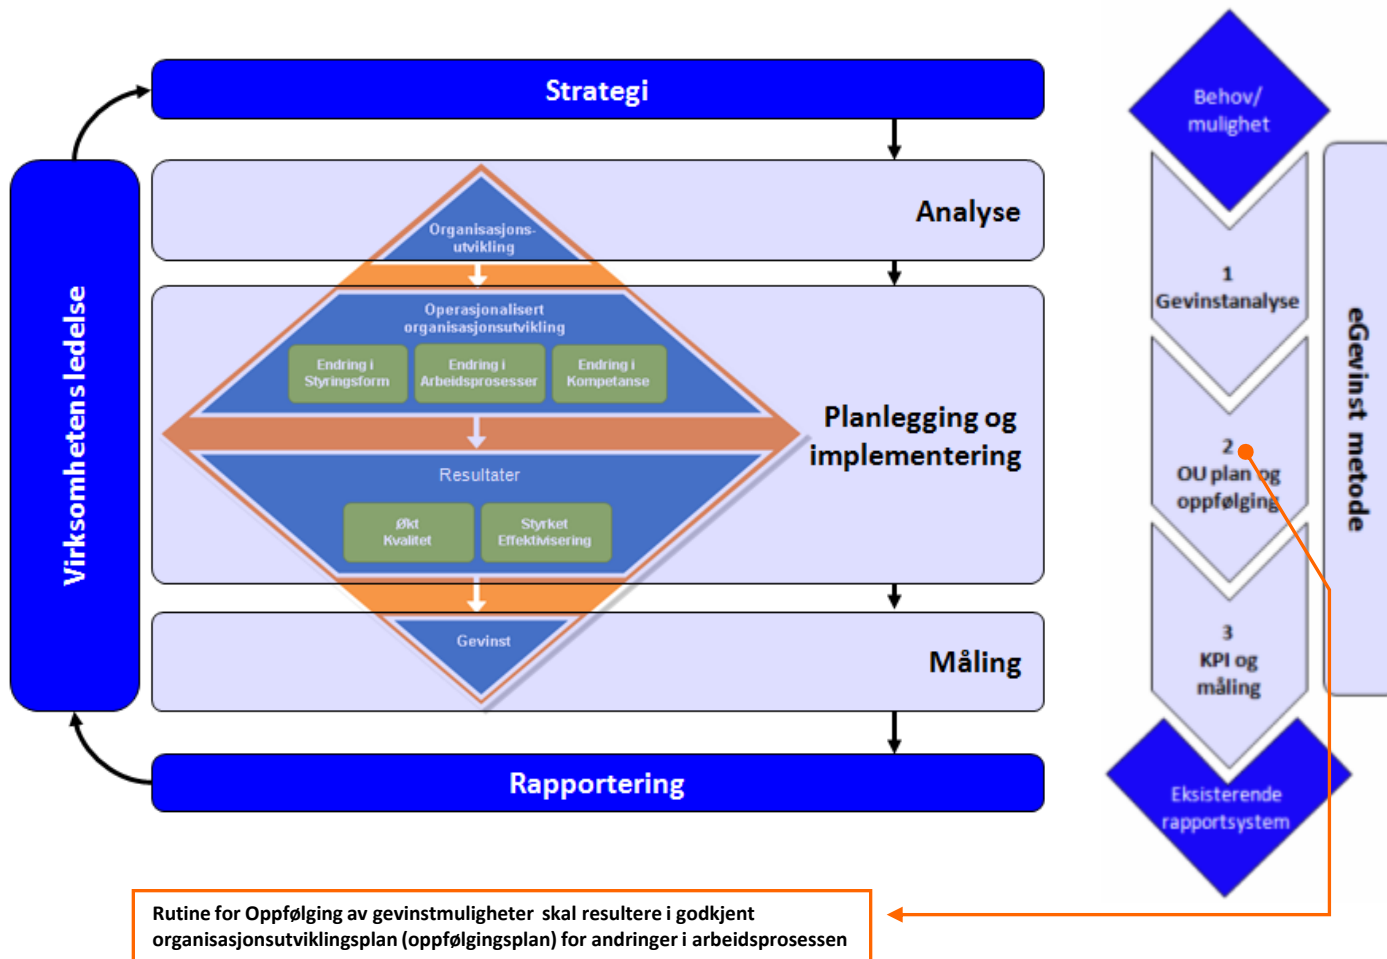 Strategi
Virksomhetens ledelse
Analyse
Organisasjons-
utvikling
Operasjonalisert
organisasjonsutvikling
Endring i
Styringsform
Endring i
Arbeidsprosesser
Endring i
Kompetanse
Planlegging og
implementering
Resultater
Økt
Kvalitet
Styrket
Effektivisering
Gevinst
Måling
Rapportering
Behov/
mulighet
1
Gevinstanalyse
2
OU plan og
oppfølging
3
KPI og
måling
Eksisterende
rapportsystem
eGevinst metode
Rutine for Oppfølging av gevinstmuligheter skal resultere i godkjent
organisasjonsutviklingsplan (oppfølgingsplan) for andringer i arbeidsprosessen